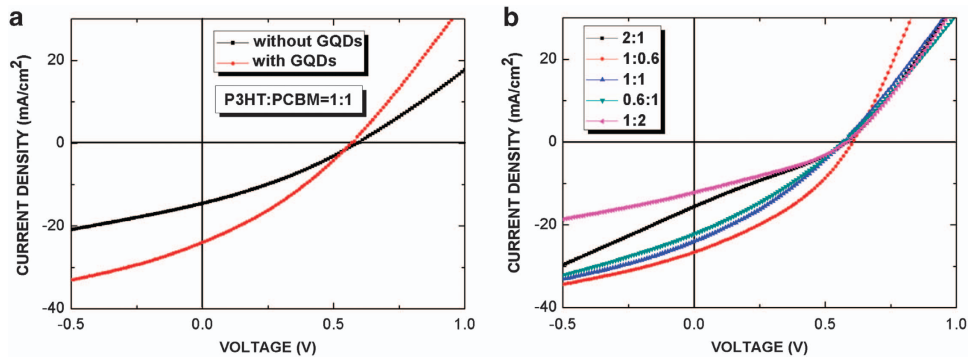 a
without GQDs
with GQDs
P3HT:PCBM=1:1
CURRENT DENSITY (mA/cm²)
20
0
-20
-40
-0.5
0.0
0.5
1.0
VOLTAGE (V)
b
2:1
1:0.6
1:1
0.6:1
1:2
CURRENT DENSITY (mA/cm²)
20
0
-20
-40
-0.5
0.0
0.5
1.0
VOLTAGE (V)